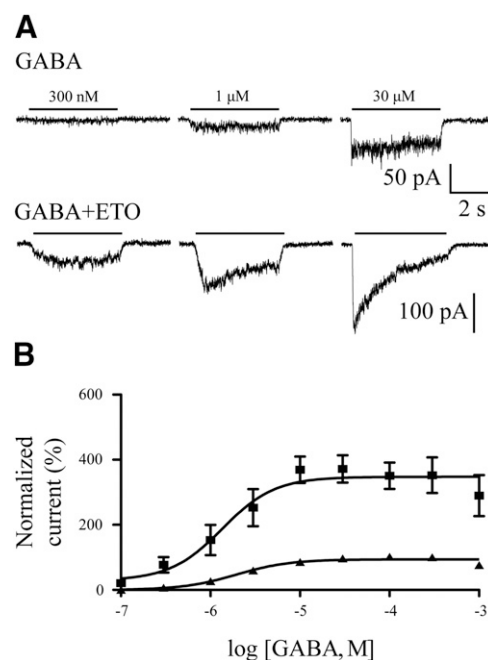 A
GABA
300 nM 1 µM 30 µM
50 pA
2 s
GABA+ETO
100 pA
B
Normalized
current (%)
600
400
200
0
-7 -6 -5 -4 -3
log [GABA, M]